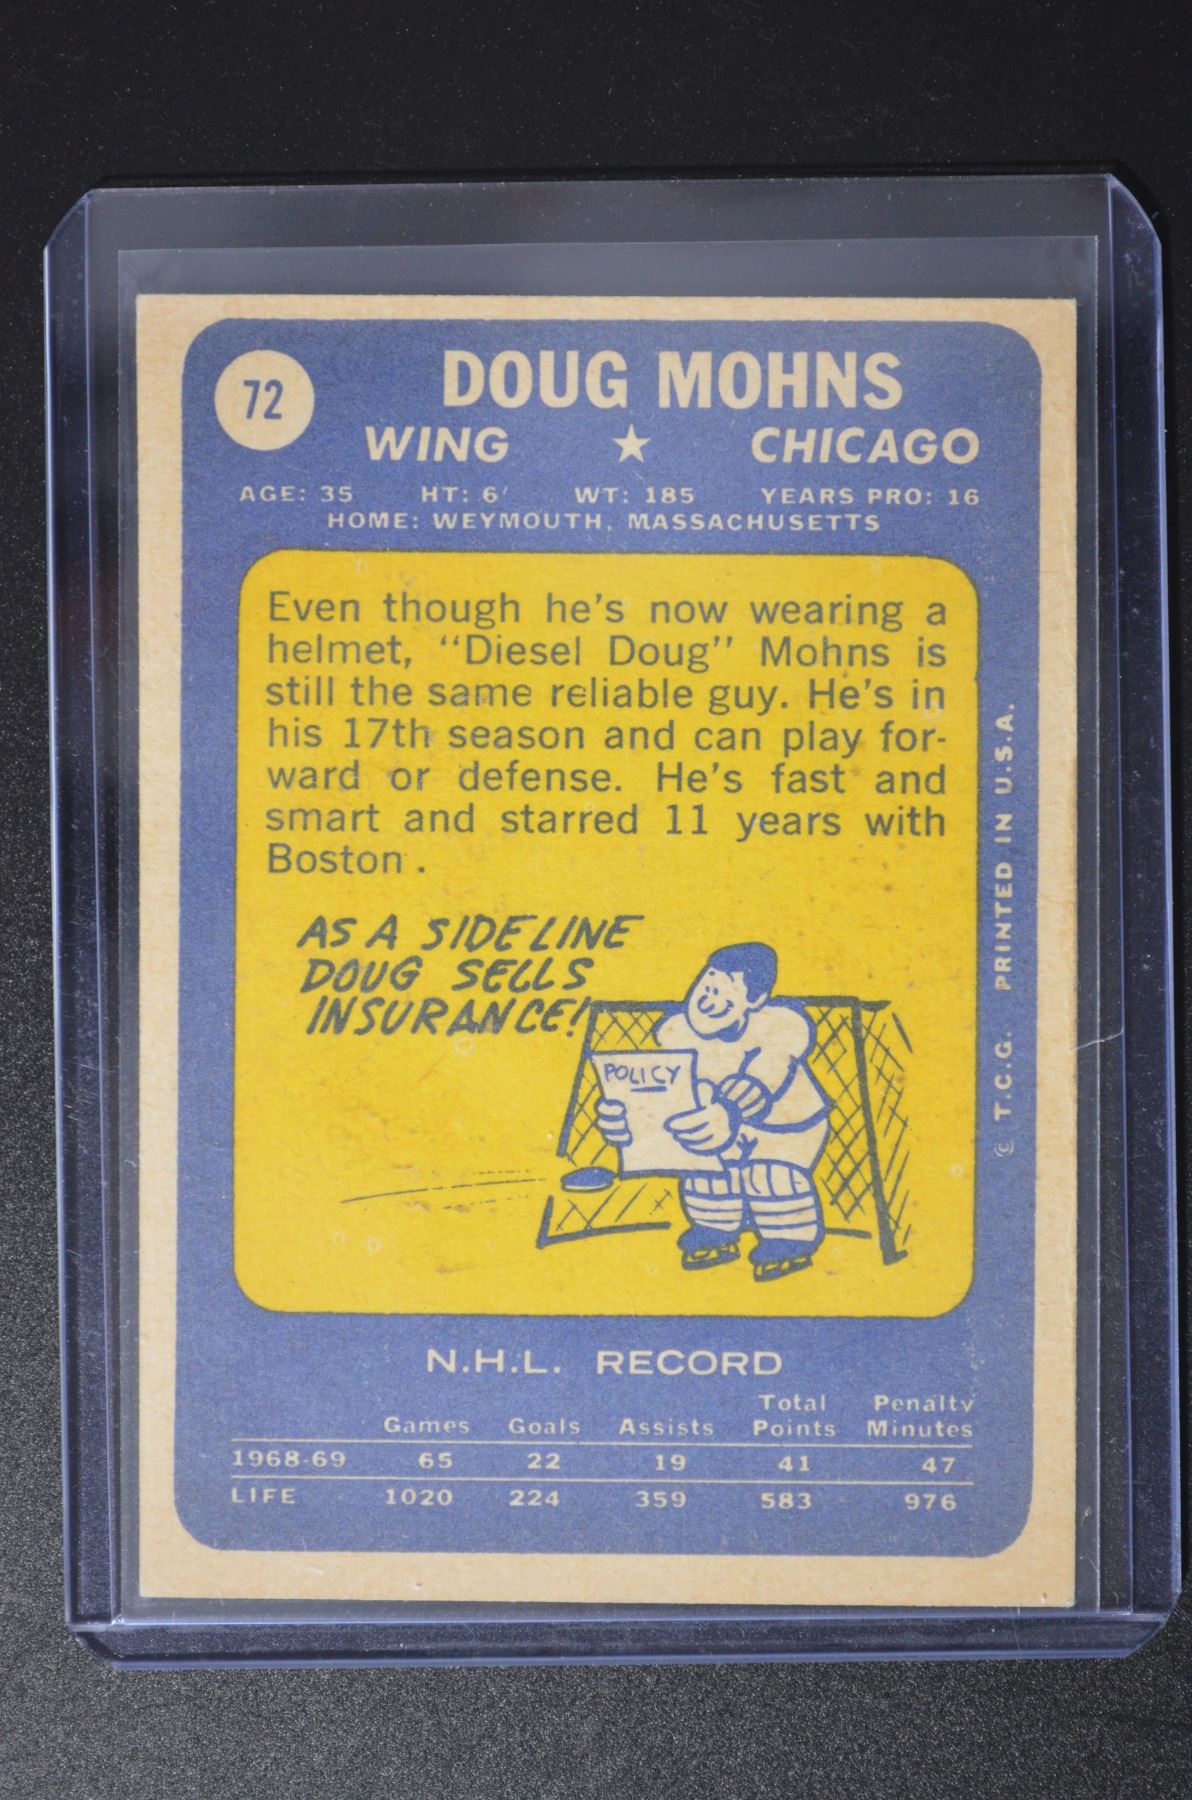 72
DOUG MOHNS
WING ★ CHICAGO
AGE: 35 HT: 6' WT: 185 YEARS PRO: 16
HOME: WEYMOUTH, MASSACHUSETTS
Even though he's now wearing a
helmet, "Diesel Doug" Mohns is
still the same reliable guy. He's in
his 17th season and can play for-
ward or defense. He's fast and
smart and starred 11 years with
Boston.
AS A SIDELINE
DOUG SELLS
INSURANCE!
POLICY
© T.C.G. PRINTED IN U.S.A.
N.H.L. RECORD
Total Penalty
Games Goals Assists Points Minutes
1968-69 65 22 19 41 47
LIFE 1020 224 359 583 976